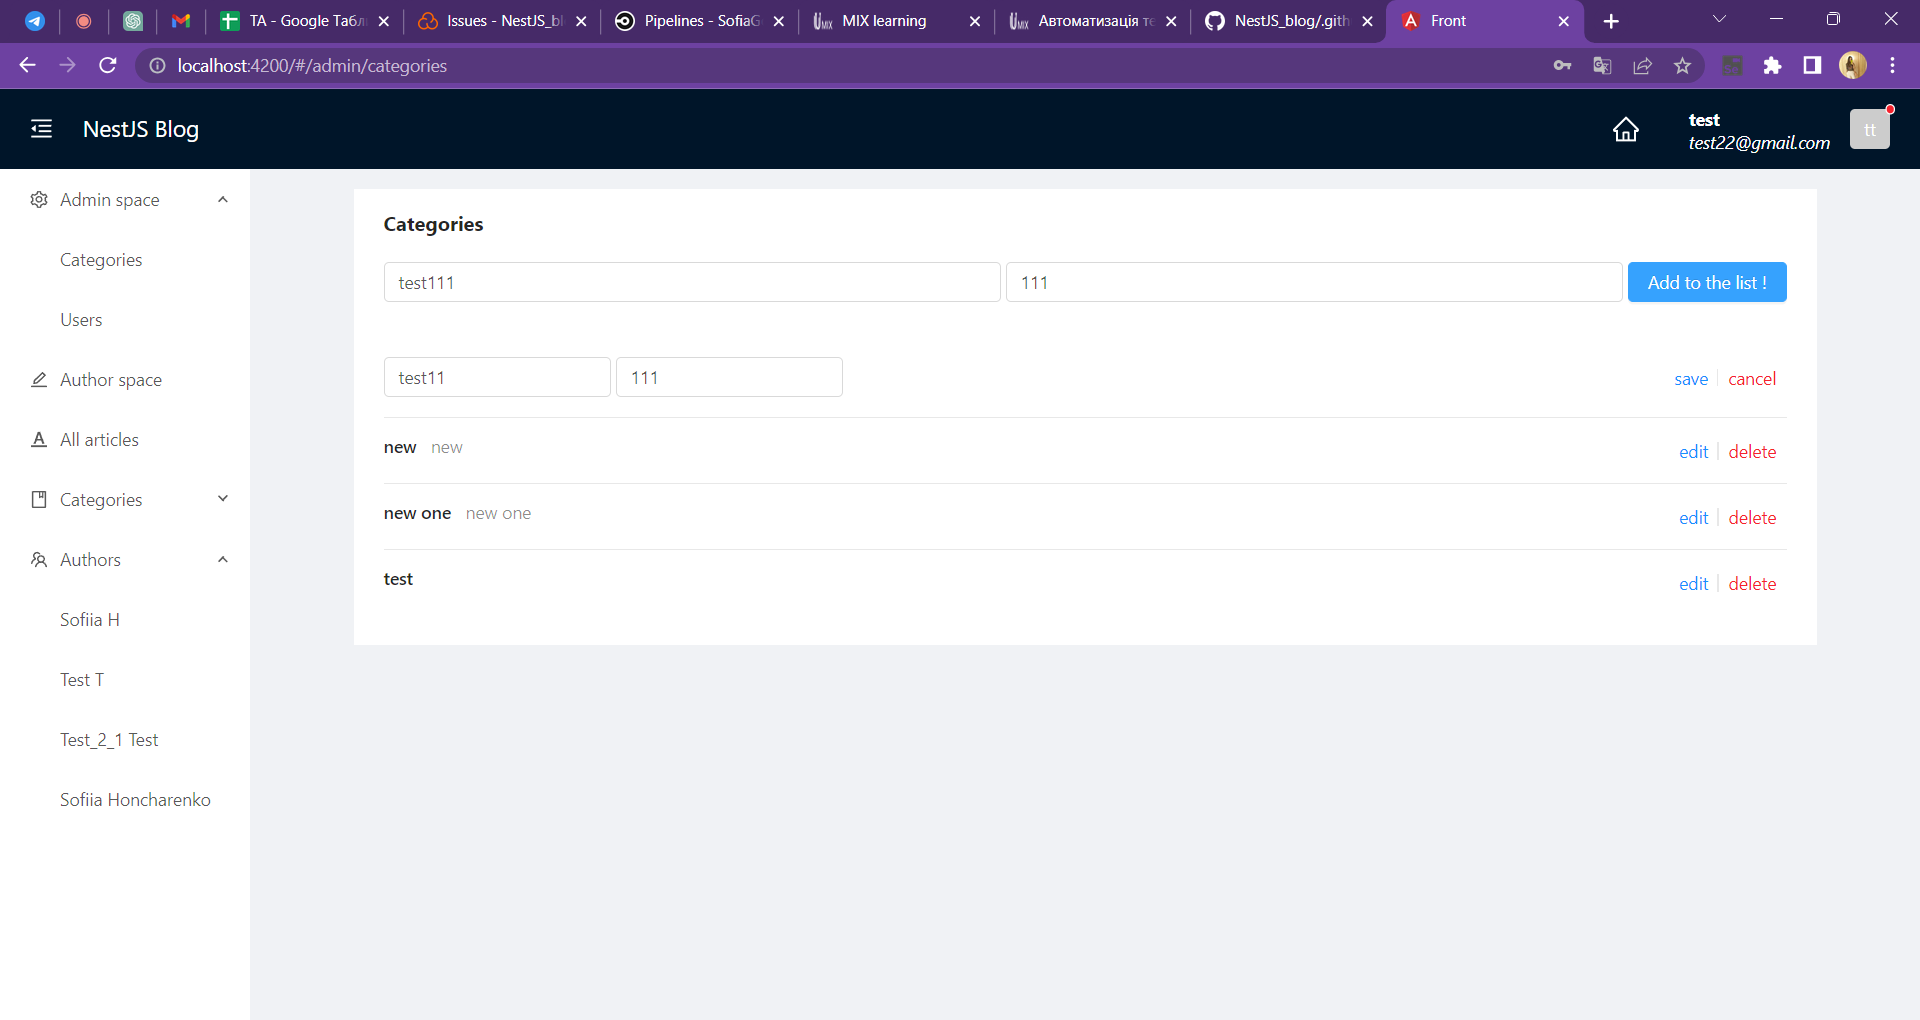 TA - Google Табл
Issues - NestJS_bl
Pipelines - SofiaG
MIX learning
Автоматизація те
NestJS_blog/.gith
Front
localhost:4200/#/admin/categories
NestJS Blog
test
test22@gmail.com
tt
Admin space
Categories
Users
Author space
All articles
Categories
Authors
Sofiia H
Test T
Test_2_1 Test
Sofiia Honcharenko
Categories
test111 111 Add to the list !
test11 111 save cancel
new new edit delete
new one new one edit delete
test edit delete